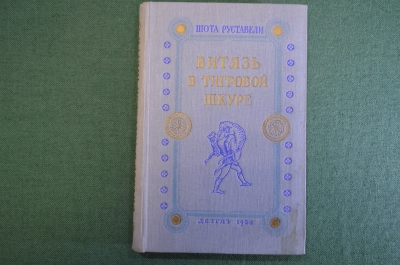 ШОТА РУСТАВЕЛИ
ВИТЯЗЬ
В ТИГРОВОЙ
ШКУРЕ
ДЕТГИЗ